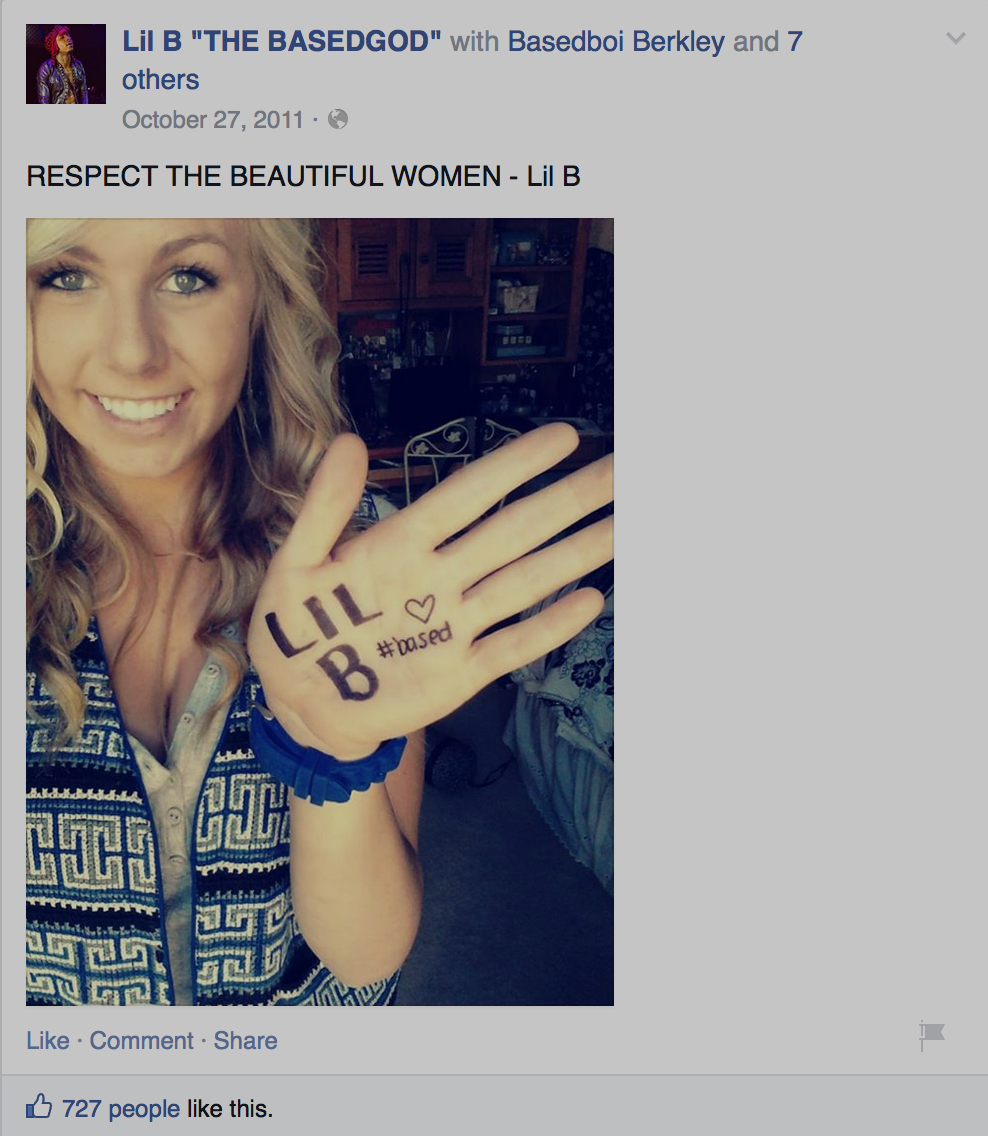 Lil B "THE BASEDGOD" with Basedboi Berkley and 7
others
October 27, 2011 ·
RESPECT THE BEAUTIFUL WOMEN - Lil B
LIL
B #based
Like · Comment · Share
727 people like this.